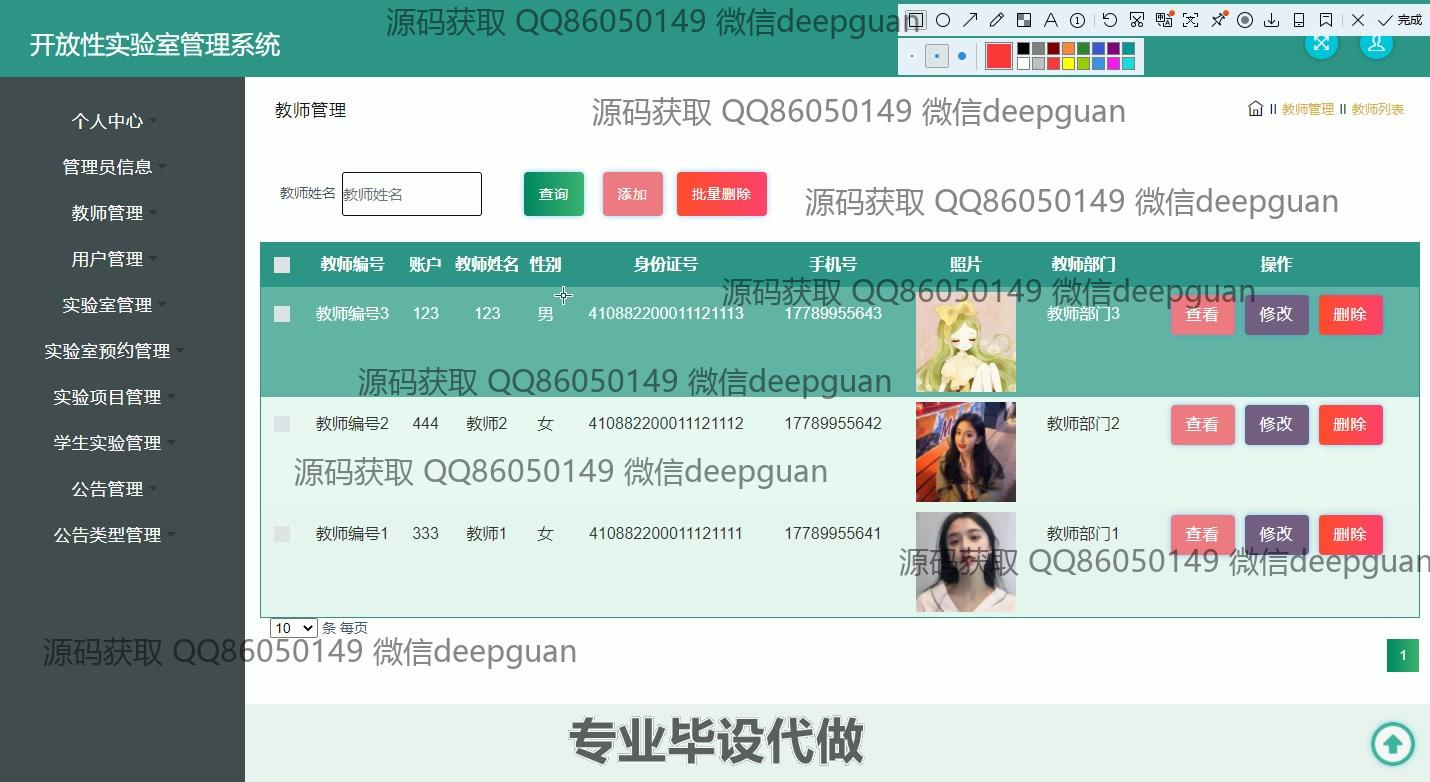 源码获取 QQ86050149 微信deepguan
完成
开放性实验室管理系统
教师管理
源码获取 QQ86050149 微信deepguan
教师管理 教师列表
个人中心
管理员信息
教师管理
用户管理
实验室管理
实验室预约管理
实验项目管理
学生实验管理
公告管理
公告类型管理
教师姓名 教师姓名 查询 添加 批量删除
源码获取 QQ86050149 微信deepguan
教师编号 账户 教师姓名 性别 身份证号 手机号 照片 教师部门 操作
源码获取 QQ86050149 微信deepguan
教师编号3 123 123 男 410882200011121113 17789955643 教师部门3 查看 修改 删除
源码获取 QQ86050149 微信deepguan
教师编号2 444 教师2 女 410882200011121112 17789955642 教师部门2 查看 修改 删除
源码获取 QQ86050149 微信deepguan
教师编号1 333 教师1 女 410882200011121111 17789955641 教师部门1 查看 修改 删除
源码获取 QQ86050149 微信deepguan
10 条 每页
源码获取 QQ86050149 微信deepguan
1
专业毕设代做